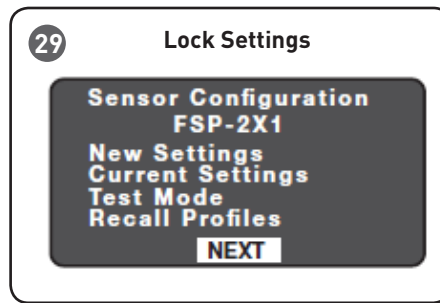 29
Lock Settings
Sensor Configuration
FSP-2X1
New Settings
Current Settings
Test Mode
Recall Profiles
NEXT